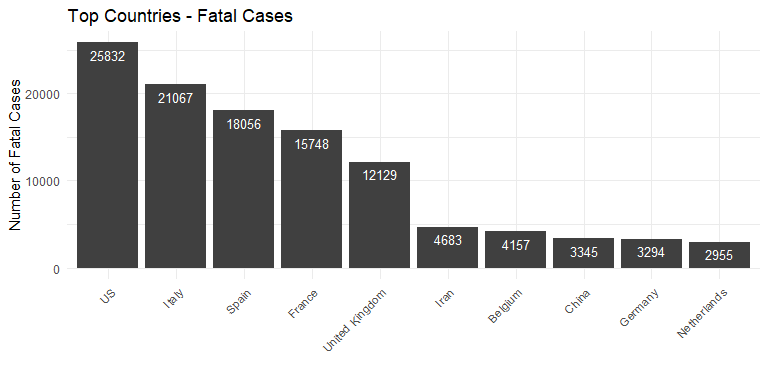 Top Countries - Fatal Cases
Number of Fatal Cases
20000
10000
0
25832
21067
18056
15748
12129
4683
4157
3345
3294
2955
US
Italy
Spain
France
United Kingdom
Iran
Belgium
China
Germany
Netherlands